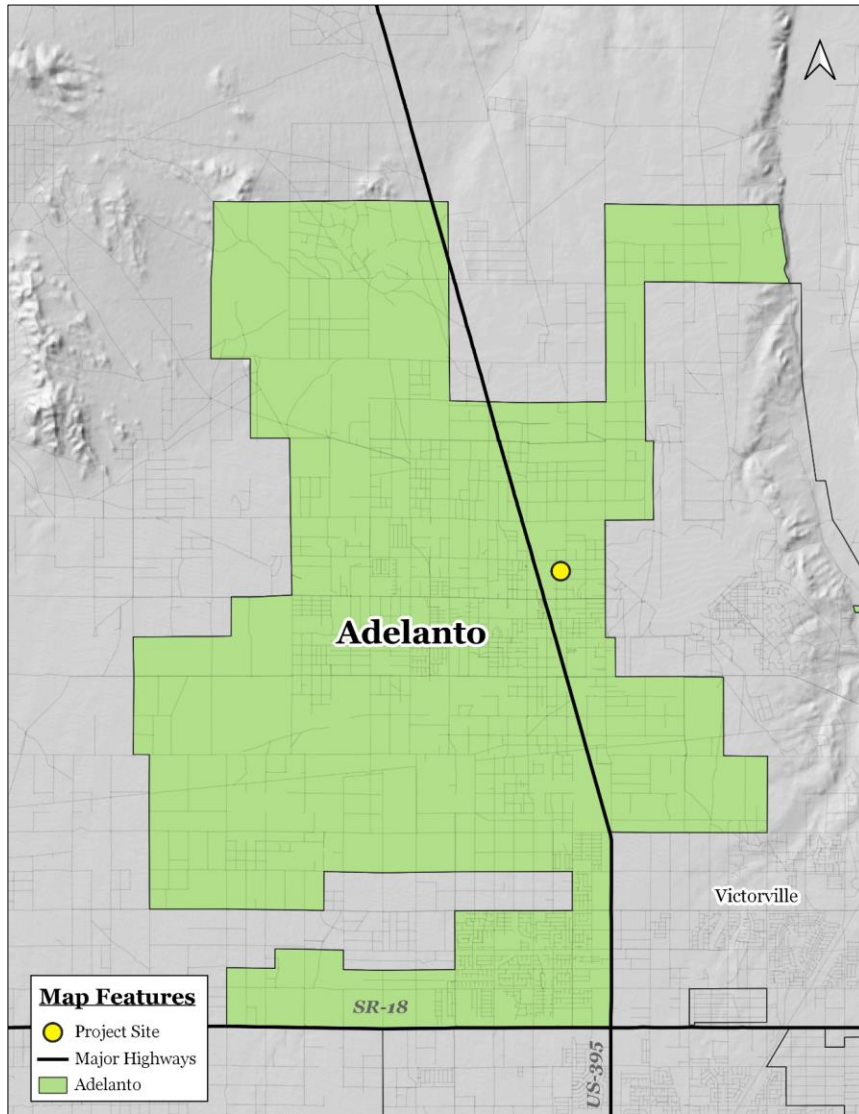 Adelanto
Victorville
SR-18
US-395
Map Features
Project Site
Major Highways
Adelanto